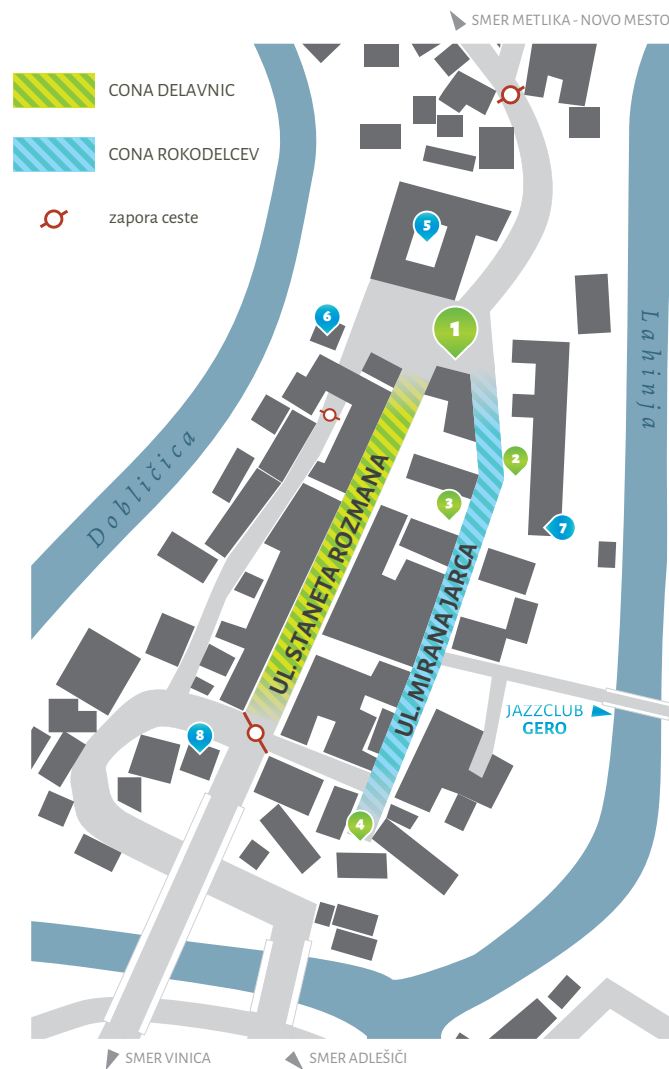 SMER METLIKA - NOVO MESTO
CONA DELAVNIC
CONA ROKODELCEV
zapora ceste
5
6
1
Lahinja
Dobličica
2
3
7
UL. S.TANETA ROZMANA
UL. MIRANA JARCA
JAZZCLUB
GERO
8
4
SMER VINICA
SMER ADLEŠIČI